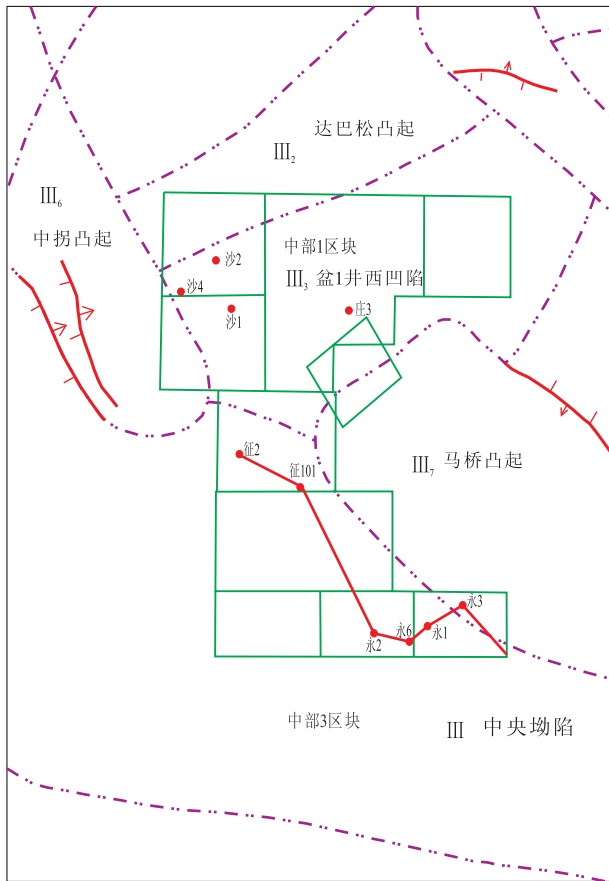 达巴松凸起
III₂
III₆
中拐凸起
中部1区块
沙2
III₃ 盆1井西凹陷
沙4
沙1
庄3
征2
III₇ 马桥凸起
征101
永3
永1
永6
永2
中部3区块
III 中央坳陷